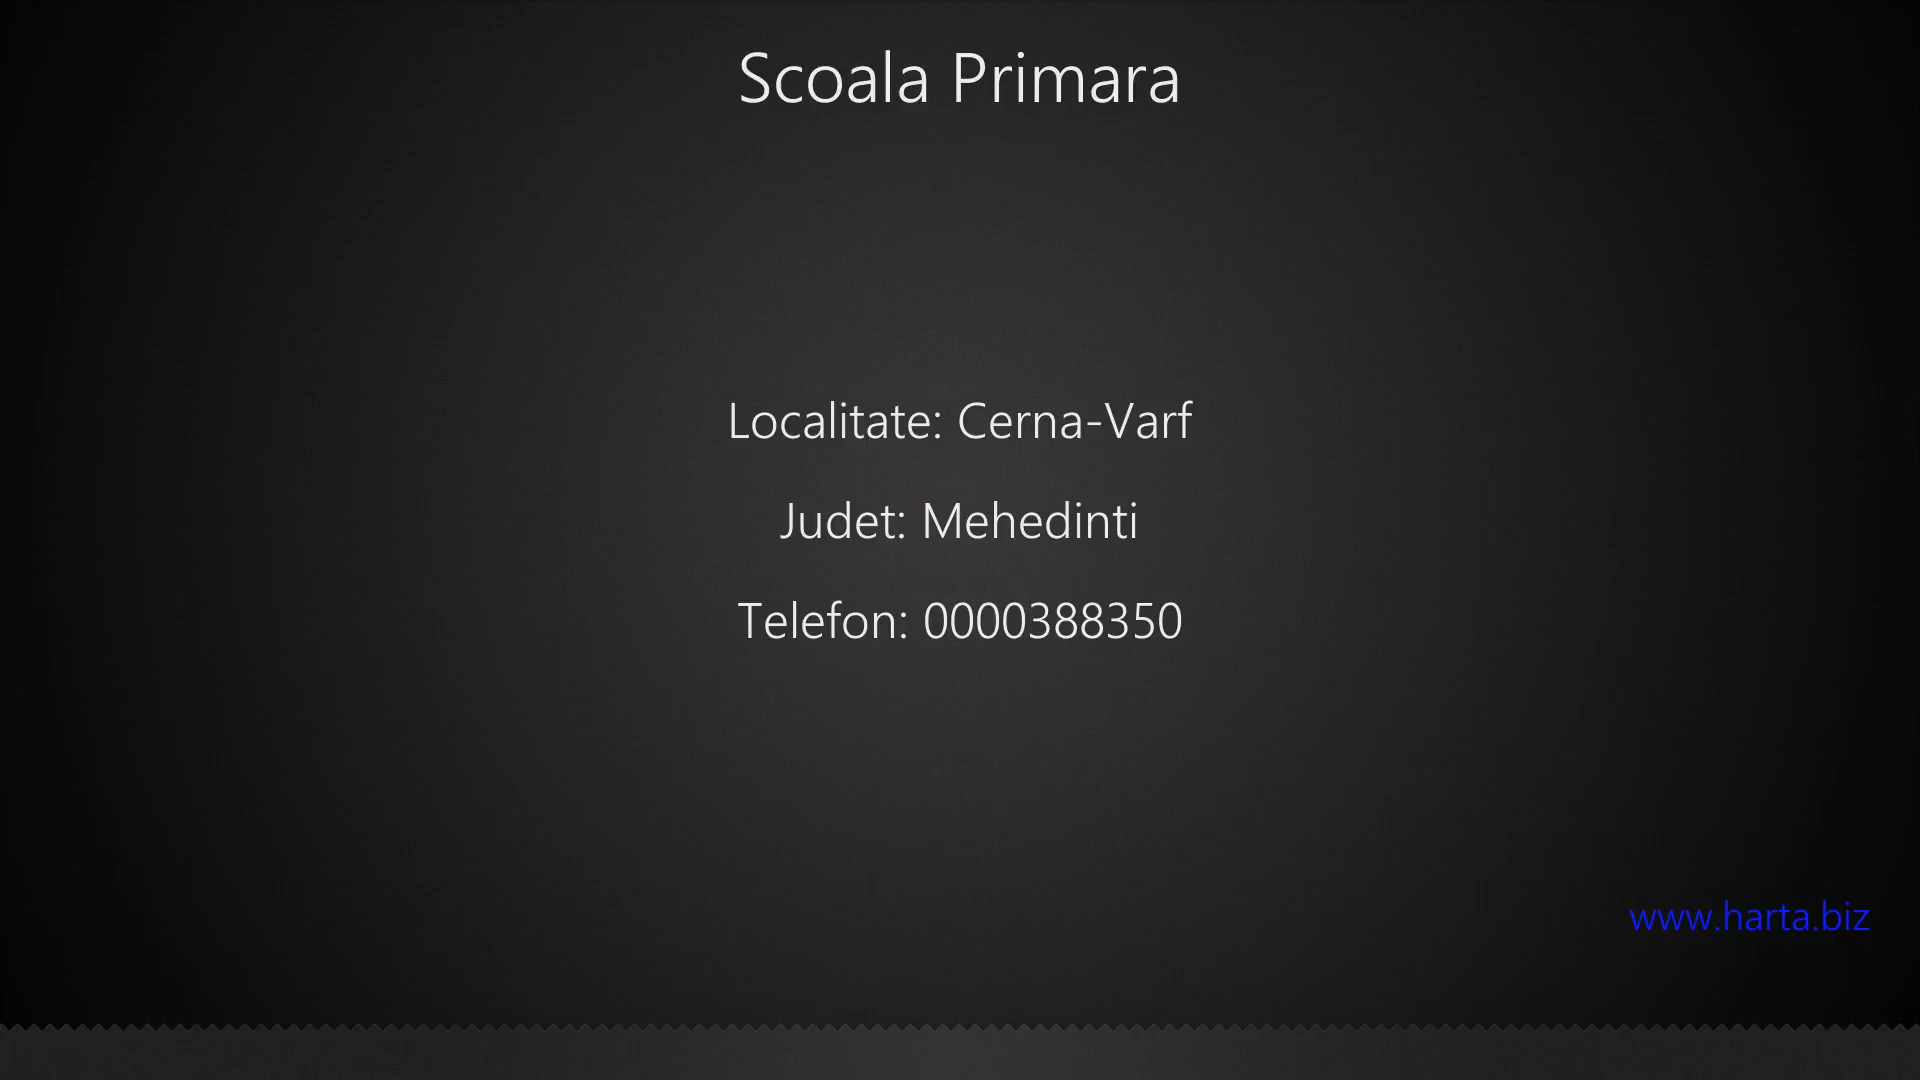 Scoala Primara
Localitate: Cerna-Varf
Judet: Mehedinti
Telefon: 0000388350
www.harta.biz